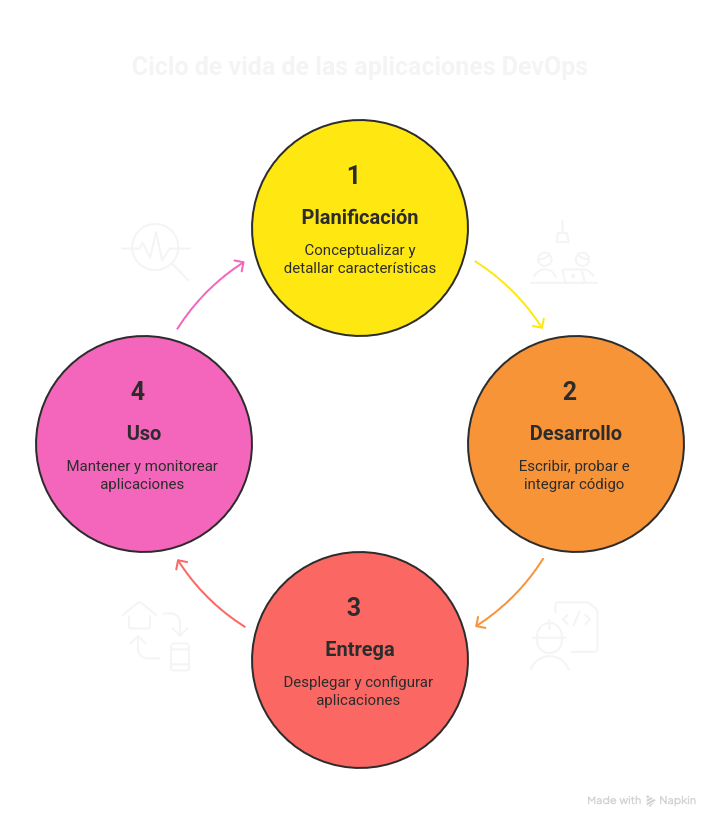 Ciclo de vida de las aplicaciones DevOps
1
Planificación
Conceptualizar y
detallar características
2
Desarrollo
Escribir, probar e
integrar código
3
Entrega
Desplegar y configurar
aplicaciones
4
Uso
Mantener y monitorear
aplicaciones
Made with Napkin